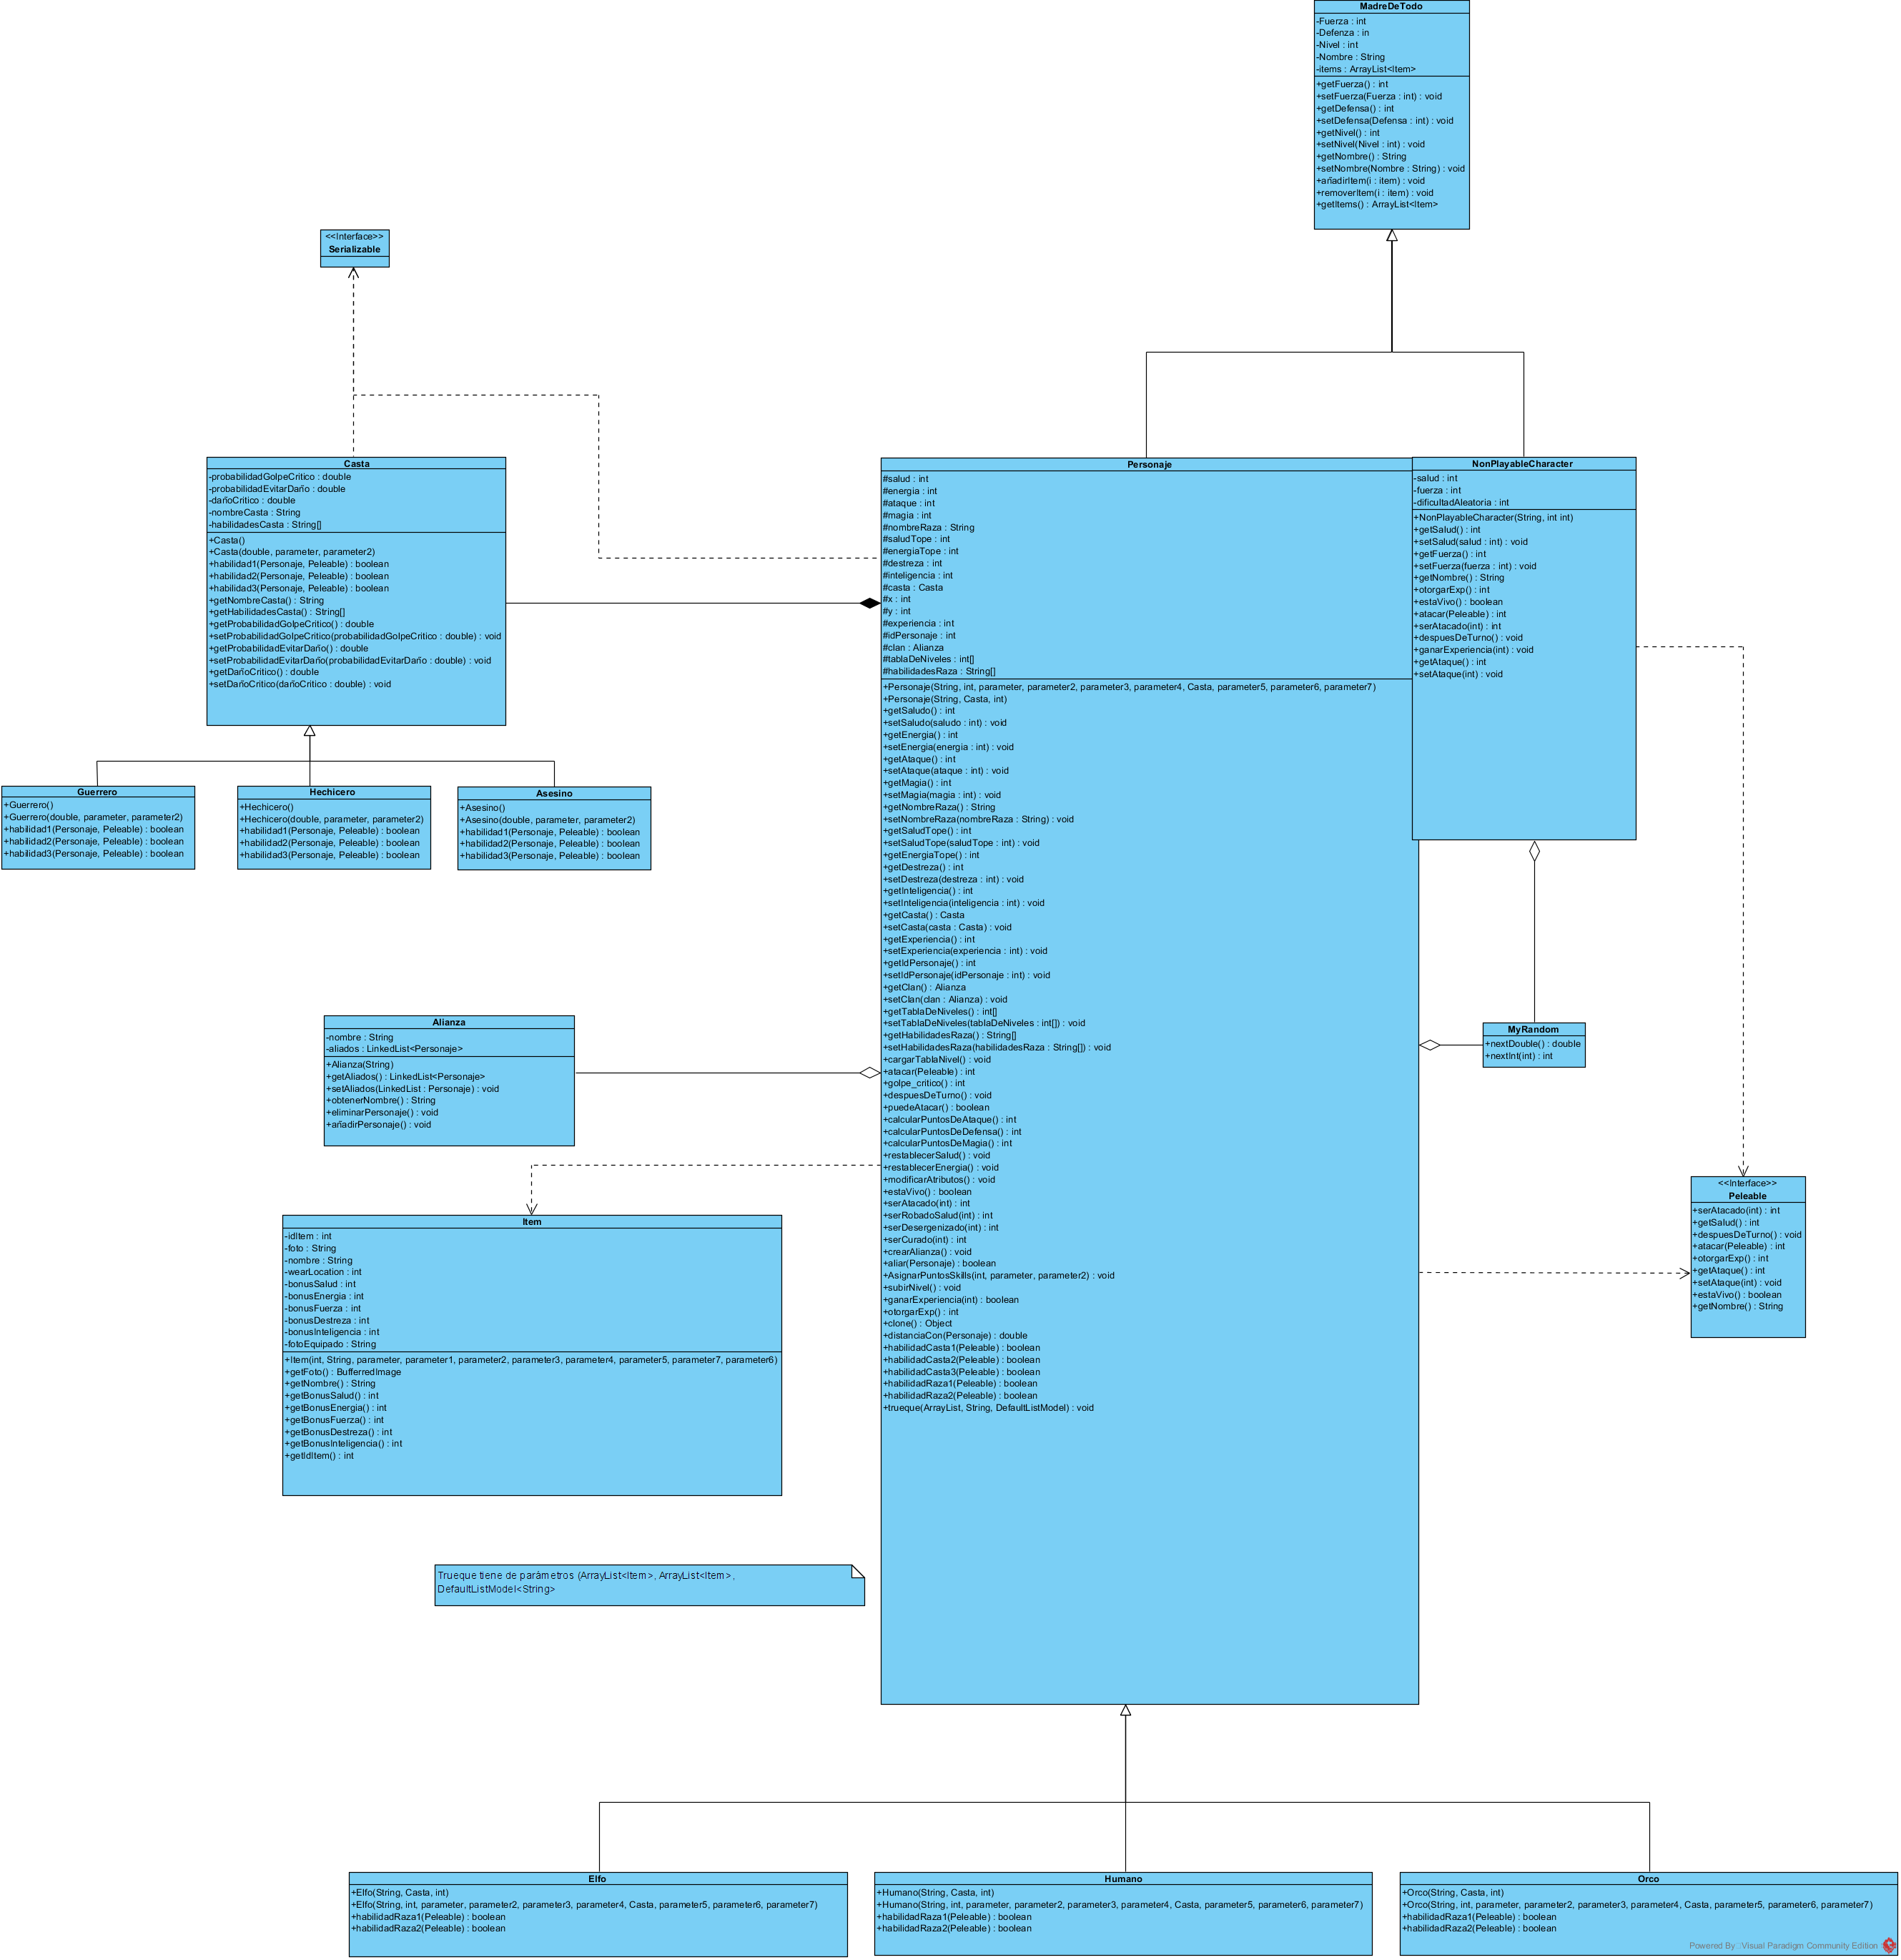 MadreDeTodo
-Fuerza : int
-Defenza : in
-Nivel : int
-Nombre : String
-items : ArrayList<Item>
+getFuerza() : int
+setFuerza(Fuerza : int) : void
+getDefensa() : int
+setDefensa(Defensa : int) : void
+getNivel() : int
+setNivel(Nivel : int) : void
+getNombre() : String
+setNombre(Nombre : String) : void
+añadirItem(i : item) : void
+removerItem(i : item) : void
+getItems() : ArrayList<Item>
<<Interface>>
Serializable
Casta
-probabilidadGolpeCritico : double
-probabilidadEvitarDaño : double
-dañoCritico : double
-nombreCasta : String
-habilidadesCasta : String[]
+Casta()
+Casta(double, parameter, parameter2)
+habilidad1(Personaje, Peleable) : boolean
+habilidad2(Personaje, Peleable) : boolean
+habilidad3(Personaje, Peleable) : boolean
+getNombreCasta() : String
+getHabilidadesCasta() : String[]
+getProbabilidadGolpeCritico() : double
+setProbabilidadGolpeCritico(probabilidadGolpeCritico : double) : void
+getProbabilidadEvitarDaño() : double
+setProbabilidadEvitarDaño(probabilidadEvitarDaño : double) : void
+getDañoCritico() : double
+setDañoCritico(dañoCritico : double) : void
Personaje
#salud : int
#energia : int
#ataque : int
#magia : int
#nombreRaza : String
#saludTope : int
#energiaTope : int
#destreza : int
#inteligencia : int
#casta : Casta
#x : int
#y : int
#experiencia : int
#idPersonaje : int
#clan : Alianza
#tablaDeNiveles : int[]
#habilidadesRaza : String[]
+Personaje(String, int, parameter, parameter2, parameter3, parameter4, Casta, parameter5, parameter6, parameter7)
+Personaje(String, Casta, int)
+getSaludo() : int
+setSaludo(saludo : int) : void
+getEnergia() : int
+setEnergia(energia : int) : void
+getAtaque() : int
+setAtaque(ataque : int) : void
+getMagia() : int
+setMagia(magia : int) : void
+getNombreRaza() : String
+setNombreRaza(nombreRaza : String) : void
+getSaludTope() : int
+setSaludTope(saludTope : int) : void
+getEnergiaTope() : int
+getDestreza() : int
+setDestreza(destreza : int) : void
+getInteligencia() : int
+setInteligencia(inteligencia : int) : void
+getCasta() : Casta
+setCasta(casta : Casta) : void
+getExperiencia() : int
+setExperiencia(experiencia : int) : void
+getIdPersonaje() : int
+setIdPersonaje(idPersonaje : int) : void
+getClan() : Alianza
+setClan(clan : Alianza) : void
+getTablaDeNiveles() : int[]
+setTablaDeNiveles(tablaDeNiveles : int[]) : void
+getHabilidadesRaza() : String[]
+setHabilidadesRaza(habilidadesRaza : String[]) : void
+cargarTablaNivel() : void
+atacar(Peleable) : int
+golpe_critico() : int
+despuesDeTurno() : void
+puedeAtacar() : boolean
+calcularPuntosDeAtaque() : int
+calcularPuntosDeDefensa() : int
+calcularPuntosDeMagia() : int
+restablecerSalud() : void
+restablecerEnergia() : void
+modificarAtributos() : void
+estaVivo() : boolean
+serAtacado(int) : int
+serRobadoSalud(int) : int
+serDesergenizado(int) : int
+serCurado(int) : int
+crearAlianza() : void
+aliar(Personaje) : boolean
+AsignarPuntosSkills(int, parameter, parameter2) : void
+subirNivel() : void
+ganarExperiencia(int) : boolean
+otorgarExp() : int
+clone() : Object
+distanciaCon(Personaje) : double
+habilidadCasta1(Peleable) : boolean
+habilidadCasta2(Peleable) : boolean
+habilidadCasta3(Peleable) : boolean
+habilidadRaza1(Peleable) : boolean
+habilidadRaza2(Peleable) : boolean
+trueque(ArrayList, String, DefaultListModel) : void
NonPlayableCharacter
-salud : int
-fuerza : int
-dificultadAleatoria : int
+NonPlayableCharacter(String, int int)
+getSalud() : int
+setSalud(salud : int) : void
+getFuerza() : int
+setFuerza(fuerza : int) : void
+getNombre() : String
+otorgarExp() : int
+estaVivo() : boolean
+atacar(Peleable) : int
+serAtacado(int) : int
+despuesDeTurno() : void
+ganarExperiencia(int) : void
+getAtaque() : int
+setAtaque(int) : void
Guerrero
+Guerrero()
+Guerrero(double, parameter, parameter2)
+habilidad1(Personaje, Peleable) : boolean
+habilidad2(Personaje, Peleable) : boolean
+habilidad3(Personaje, Peleable) : boolean
Hechicero
+Hechicero()
+Hechicero(double, parameter, parameter2)
+habilidad1(Personaje, Peleable) : boolean
+habilidad2(Personaje, Peleable) : boolean
+habilidad3(Personaje, Peleable) : boolean
Asesino
+Asesino()
+Asesino(double, parameter, parameter2)
+habilidad1(Personaje, Peleable) : boolean
+habilidad2(Personaje, Peleable) : boolean
+habilidad3(Personaje, Peleable) : boolean
Alianza
-nombre : String
-aliados : LinkedList<Personaje>
+Alianza(String)
+getAliados() : LinkedList<Personaje>
+setAliados(LinkedList : Personaje) : void
+obtenerNombre() : String
+eliminarPersonaje() : void
+añadirPersonaje() : void
MyRandom
+nextDouble() : double
+nextInt(int) : int
<<Interface>>
Peleable
+serAtacado(int) : int
+getSalud() : int
+despuesDeTurno() : void
+atacar(Peleable) : int
+otorgarExp() : int
+getAtaque() : int
+setAtaque(int) : void
+estaVivo() : boolean
+getNombre() : String
Item
-idItem : int
-foto : String
-nombre : String
-wearLocation : int
-bonusSalud : int
-bonusEnergia : int
-bonusFuerza : int
-bonusDestreza : int
-bonusInteligencia : int
-fotoEquipado : String
+Item(int, String, parameter, parameter1, parameter2, parameter3, parameter4, parameter5, parameter7, parameter6)
+getFoto() : BufferredImage
+getNombre() : String
+getBonusSalud() : int
+getBonusEnergia() : int
+getBonusFuerza() : int
+getBonusDestreza() : int
+getBonusInteligencia() : int
+getIdItem() : int
Trueque tiene de parámetros (ArrayList<Item>, ArrayList<Item>,
DefaultListModel<String>
Elfo
+Elfo(String, Casta, int)
+Elfo(String, int, parameter, parameter2, parameter3, parameter4, Casta, parameter5, parameter6, parameter7)
+habilidadRaza1(Peleable) : boolean
+habilidadRaza2(Peleable) : boolean
Humano
+Humano(String, Casta, int)
+Humano(String, int, parameter, parameter2, parameter3, parameter4, Casta, parameter5, parameter6, parameter7)
+habilidadRaza1(Peleable) : boolean
+habilidadRaza2(Peleable) : boolean
Orco
+Orco(String, Casta, int)
+Orco(String, int, parameter, parameter2, parameter3, parameter4, Casta, parameter5, parameter6, parameter7)
+habilidadRaza1(Peleable) : boolean
+habilidadRaza2(Peleable) : boolean
Powered By Visual Paradigm Community Edition